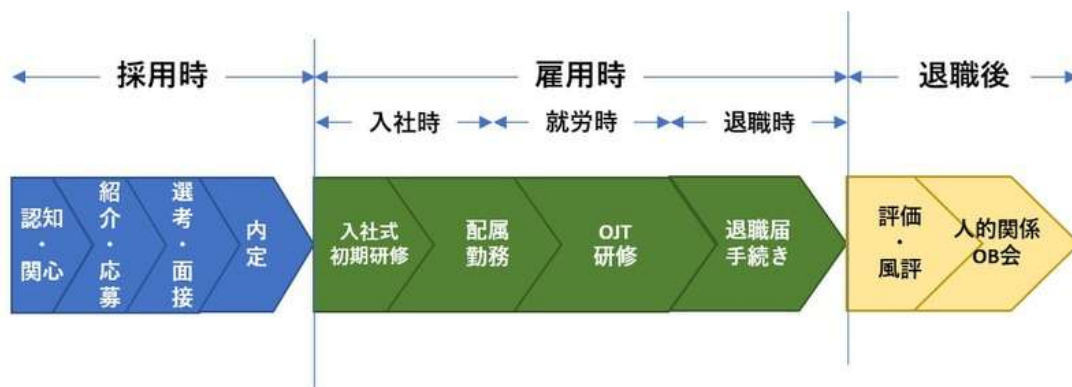 採用時
雇用時
退職後
入社時
就労時
退職時
認知
・
関心
紹介・応募
選考・面接
内定
入社式
初期研修
配属
勤務
OJT
研修
退職届
手続き
評価
・
風評
人的関係
OB会